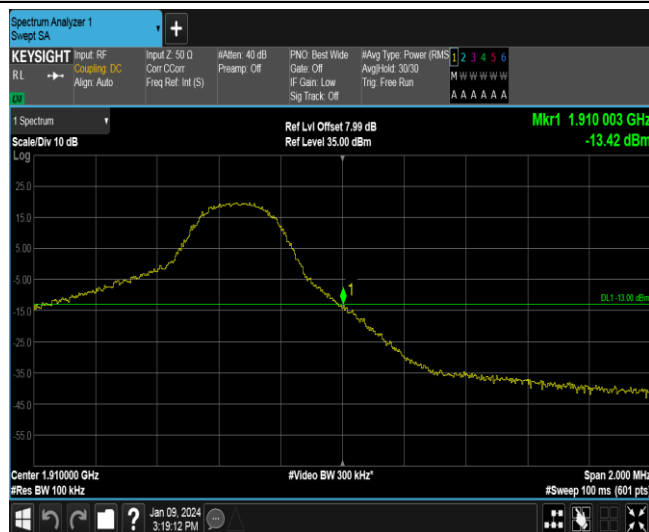 Spectrum Analyzer 1
Swept SA
+
KEYSIGHT Input: RF Input Z: 50 Ω #Atten: 40 dB PNO: Best Wide #Avg Type: Power (RMS 1 2 3 4 5 6
RL Coupling: DC Corr CCorr Preamp: Off Gate: Off Avg|Hold: 30/30 M W W W W W
Align: Auto Freq Ref: Int (S) IF Gain: Low Trig: Free Run
Sig Track: Off A A A A A A
LXI
1 Spectrum Ref Lvl Offset 7.99 dB Mkr1 1.910 003 GHz
Scale/Div 10 dB Ref Level 35.00 dBm -13.42 dBm
Log
25.0
15.0
5.00
-5.00
1
DL1 -13.00 dBm
-15.0
-25.0
-35.0
-45.0
-55.0
Center 1.910000 GHz #Video BW 300 kHz* Span 2.000 MHz
#Res BW 100 kHz #Sweep 100 ms (601 pts)
? Jan 09, 2024
3:19:12 PM